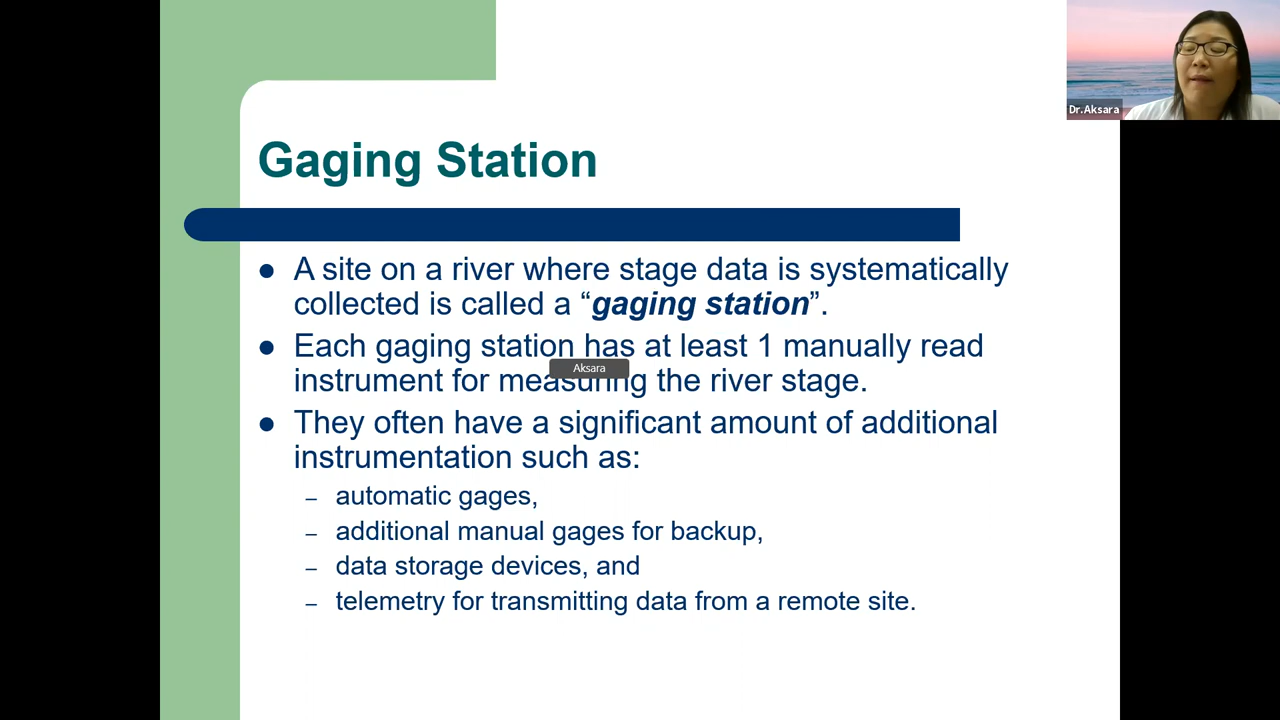 Dr.Aksara
Gaging Station
● A site on a river where stage data is systematically
collected is called a “gaging station”.
● Each gaging station has at least 1 manually read
Aksara
instrument for measuring the river stage.
● They often have a significant amount of additional
instrumentation such as:
– automatic gages,
– additional manual gages for backup,
– data storage devices, and
– telemetry for transmitting data from a remote site.